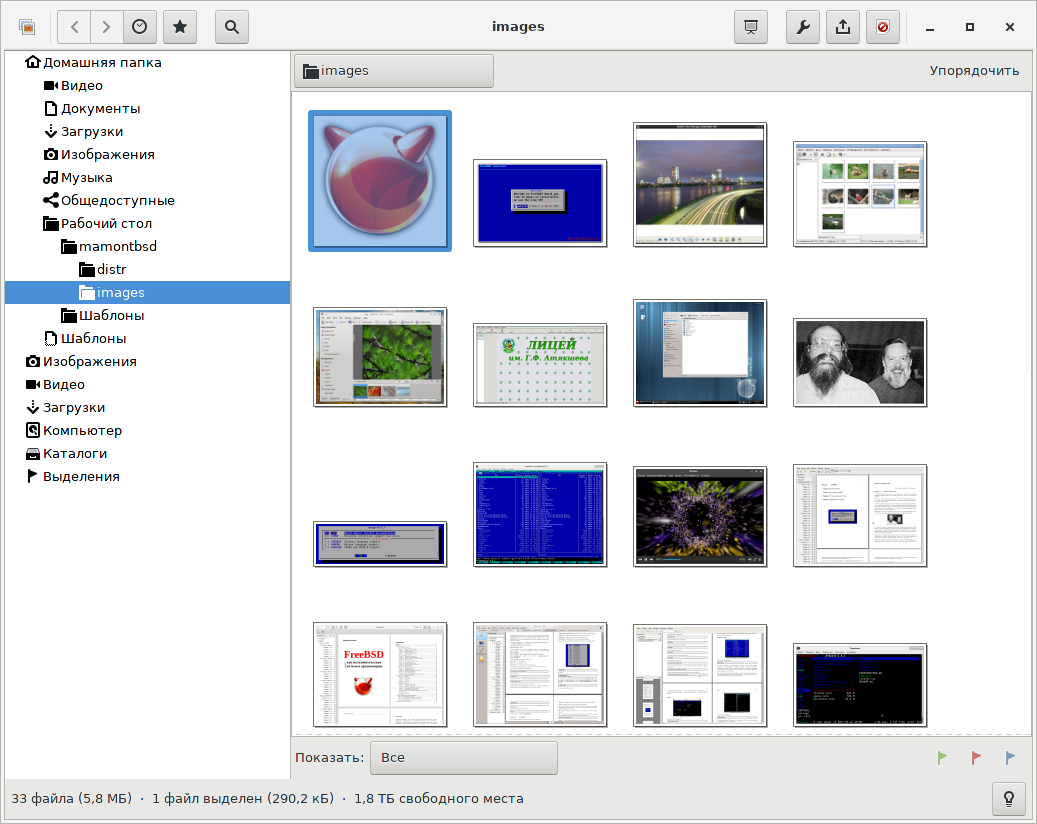 images
Домашняя папка
Видео
Документы
Загрузки
Изображения
Музыка
Общедоступные
Рабочий стол
mamontbsd
distr
images
Шаблоны
Шаблоны
Изображения
Видео
Загрузки
Компьютер
Каталоги
Выделения
images
Упорядочить
ЛИЦЕЙ
им. Г.Ф. Атякшева
FreeBSD
Показать:
Все
33 файла (5,8 МБ) · 1 файл выделен (290,2 кБ) · 1,8 ТБ свободного места